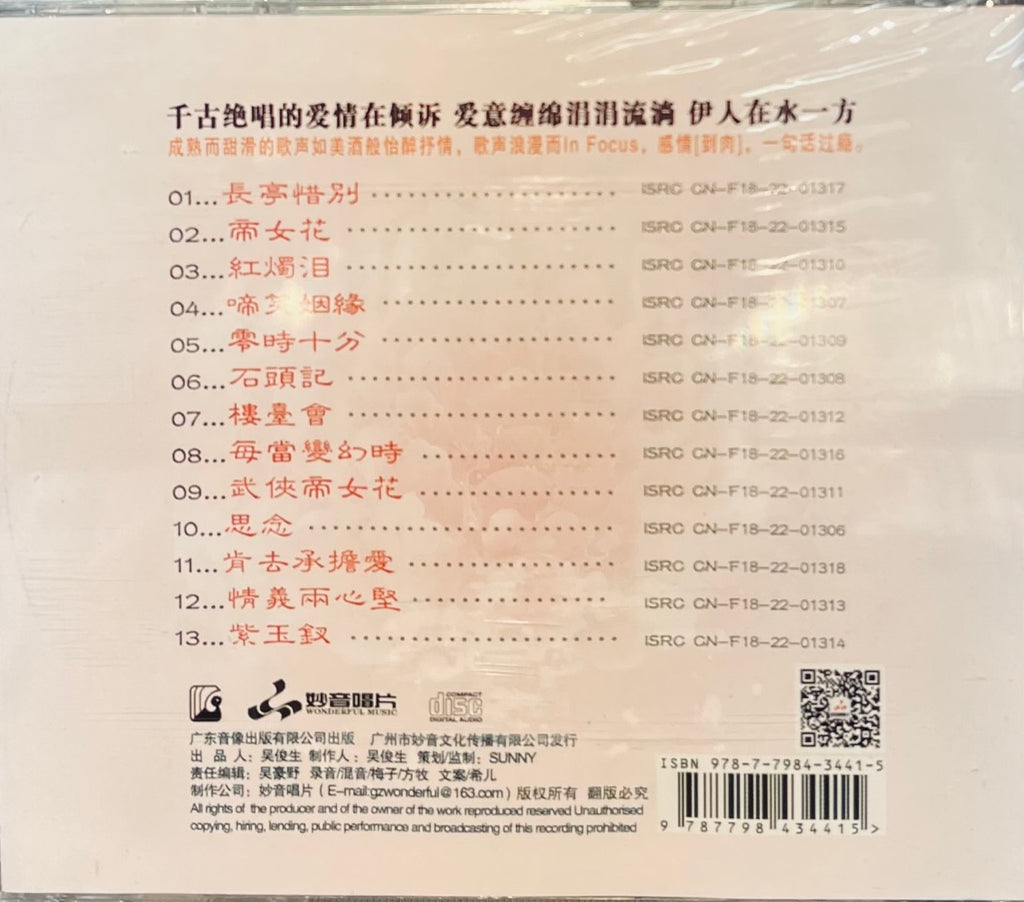 千古绝唱的爱情在倾诉 爱意缠绵涓涓流淌 伊人在水一方
成熟而甜滑的歌声如美酒般怡醉抒情，歌声浪漫而In Focus，感情[到肉]，一句话过瘾。
01...長亭惜別 ISRC CN-F18-22-01317
02...帝女花 ISRC CN-F18-22-01315
03...紅燭泪 ISRC CN-F18-22-01310
04...啼笑姻緣 ISRC CN-F18-22-01307
05...零時十分 ISRC CN-F18-22-01309
06...石頭記 ISRC CN-F18-22-01308
07...樓臺會 ISRC CN-F18-22-01312
08...每當變幻時 ISRC CN-F18-22-01316
09...武俠帝女花 ISRC CN-F18-22-01311
10...思念 ISRC CN-F18-22-01306
11...肯去承擔愛 ISRC CN-F18-22-01318
12...情義兩心堅 ISRC CN-F18-22-01313
13...紫玉釵 ISRC CN-F18-22-01314
妙音唱片
WONDERFUL MUSIC
COMPACT
disc
DIGITAL AUDIO
广东音像出版有限公司出版 广州市妙音文化传播有限公司发行
出 品 人：吴俊生 制作人：吴俊生 策划/监制：SUNNY
责任编辑：吴豪野 录音/混音/梅子/方牧 文案/希儿
制作公司：妙音唱片（E-mail:gzwonderful@163.com）版权所有 翻版必究
All rights of the producer and of the owner of the work reproduced reserved Unauthorised
copying, hiring, lending, public performance and broadcasting of this recording prohibited
ISBN 978-7-7984-3441-5
9 787798 434415 >